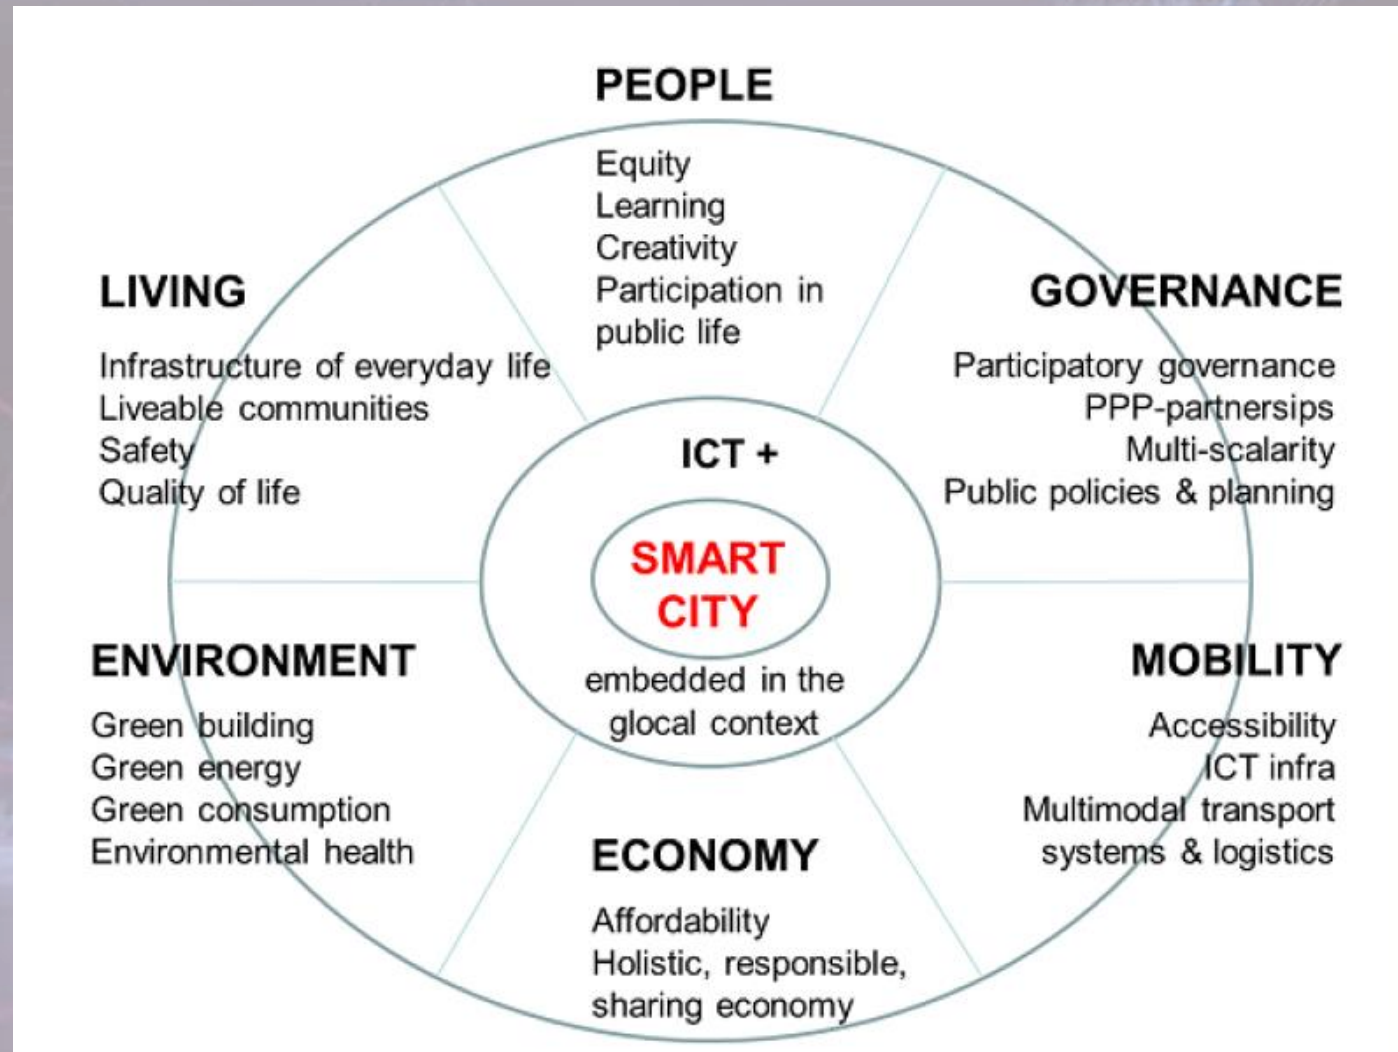 PEOPLE
Equity
Learning
Creativity
Participation in
public life
LIVING
Infrastructure of everyday life
Liveable communities
Safety
Quality of life
GOVERNANCE
Participatory governance
PPP-partnersips
Multi-scalarity
Public policies & planning
ICT +
SMART
CITY
embedded in the
glocal context
ENVIRONMENT
Green building
Green energy
Green consumption
Environmental health
ECONOMY
Affordability
Holistic, responsible,
sharing economy
MOBILITY
Accessibility
ICT infra
Multimodal transport
systems & logistics